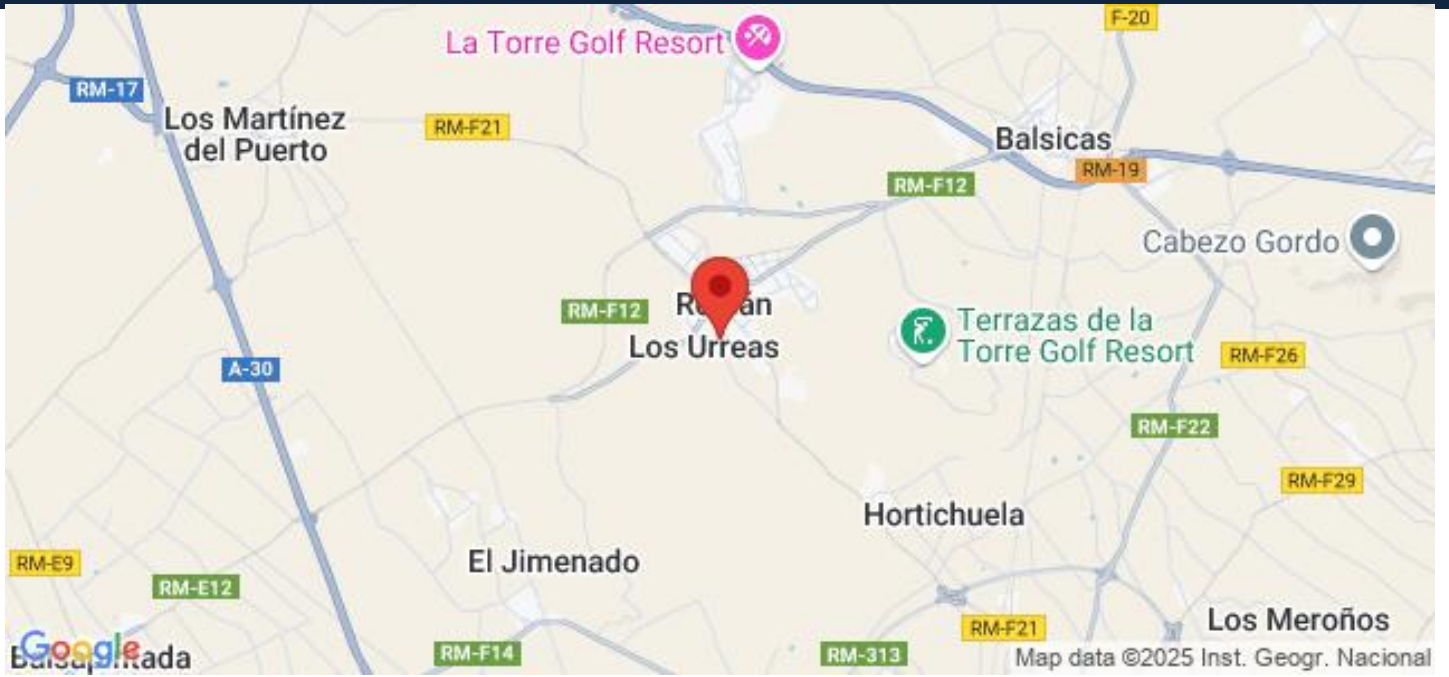 F-20
La Torre Golf Resort
RM-17
Los Martínez
del Puerto
RM-F21
Balsicas
RM-19
RM-F12
Cabezo Gordo
RM-F12
Los Urreas
Terrazas de la
Torre Golf Resort
RM-F26
A-30
RM-F22
RM-F29
Hortichuela
El Jimenado
RM-E9
RM-E12
RM-F21
Los Meroños
Google
RM-F14
RM-313
Map data ©2025 Inst. Geogr. Nacional